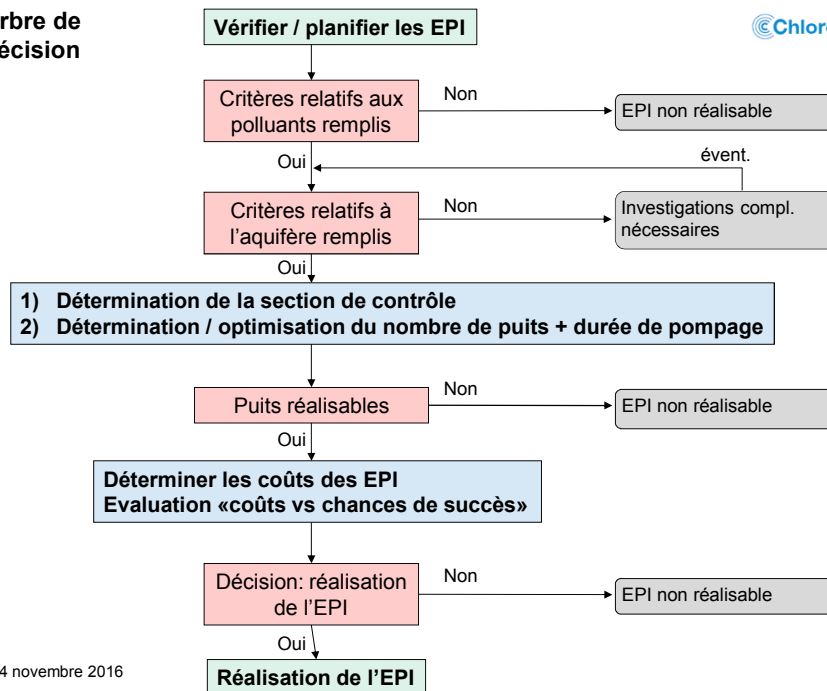 rbre de
écision
Vérifier / planifier les EPI
Chlore
Critères relatifs aux
polluants remplis
Non
EPI non réalisable
Oui
évent.
Critères relatifs à
l'aquifère remplis
Non
Investigations compl.
nécessaires
Oui
1) Détermination de la section de contrôle
2) Détermination / optimisation du nombre de puits + durée de pompage
Puits réalisables
Non
EPI non réalisable
Oui
Déterminer les coûts des EPI
Evaluation «coûts vs chances de succès»
Décision: réalisation
de l'EPI
Non
EPI non réalisable
Oui
4 novembre 2016
Réalisation de l'EPI